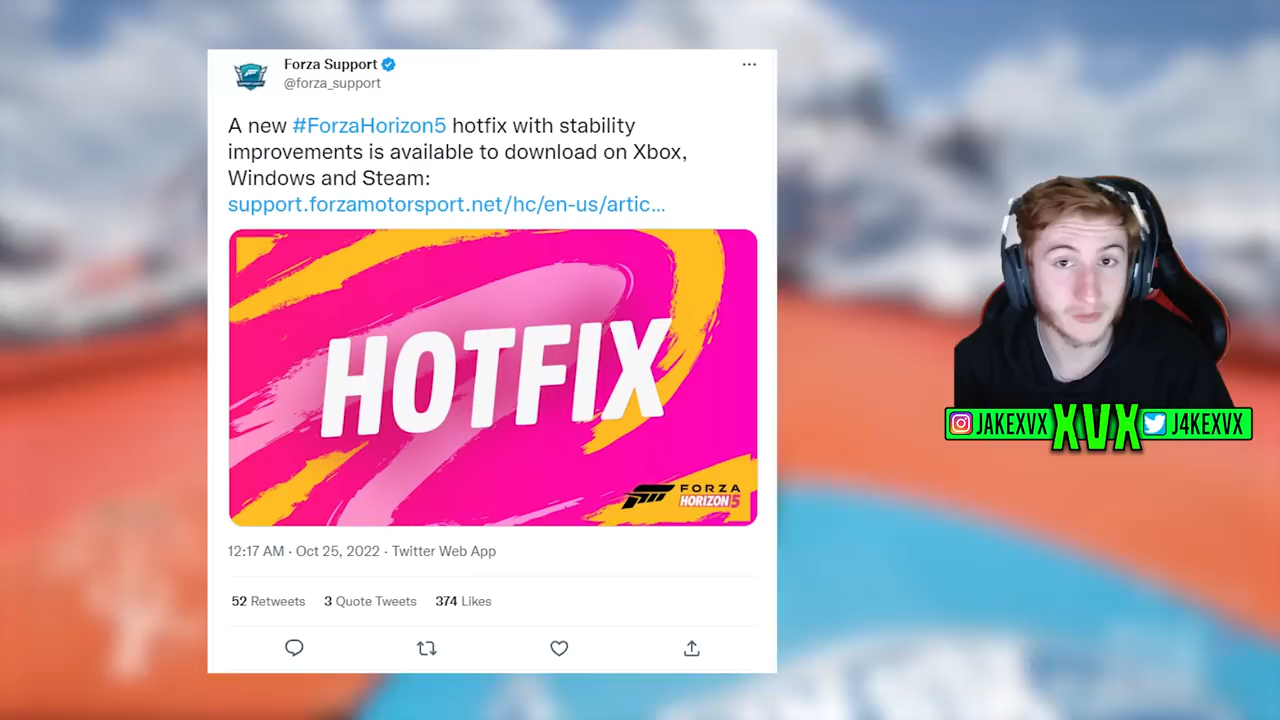 Forza Support
@forza_support
A new #ForzaHorizon5 hotfix with stability
improvements is available to download on Xbox,
Windows and Steam:
support.forzamotorsport.net/hc/en-us/artic...
HOTFIX
FORZA
HORIZON 5
12:17 AM · Oct 25, 2022 · Twitter Web App
52 Retweets 3 Quote Tweets 374 Likes
JAKEXVX XVX J4KEXVX